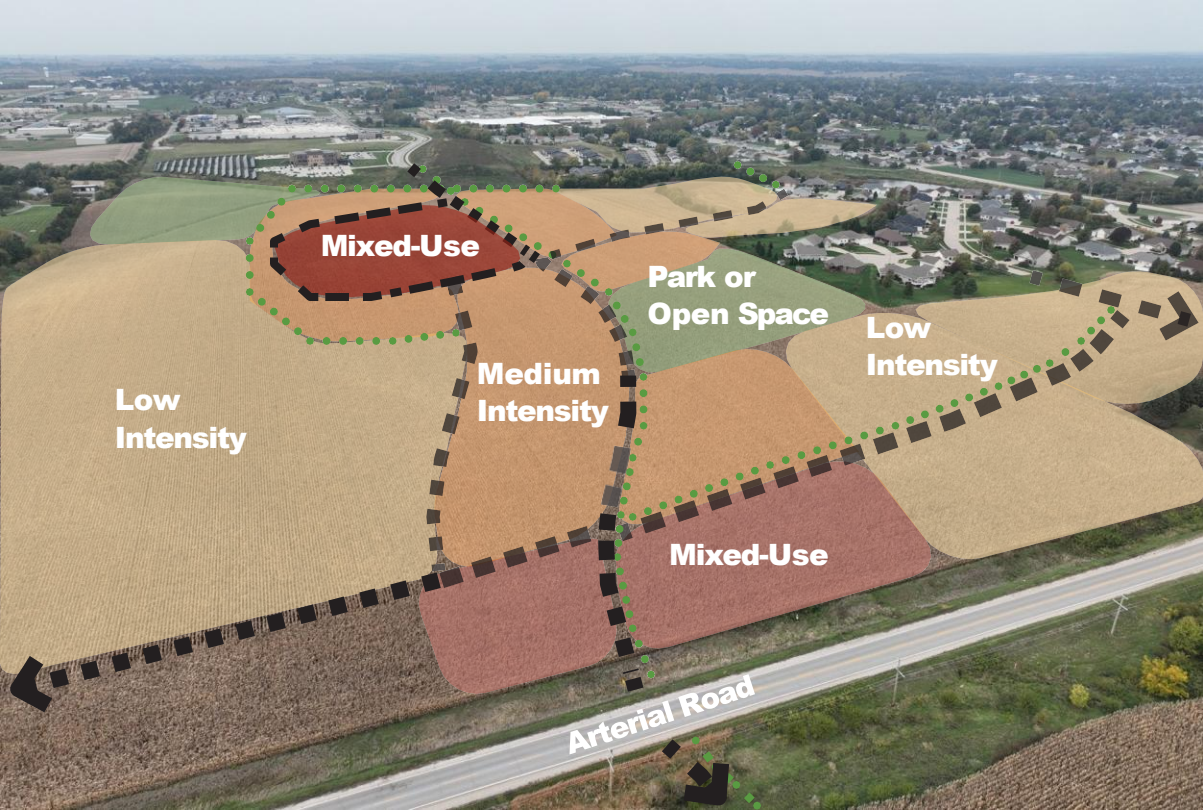 Mixed-Use
Park or
Open Space
Low
Intensity
Medium
Intensity
Low
Intensity
Mixed-Use
Arterial Road